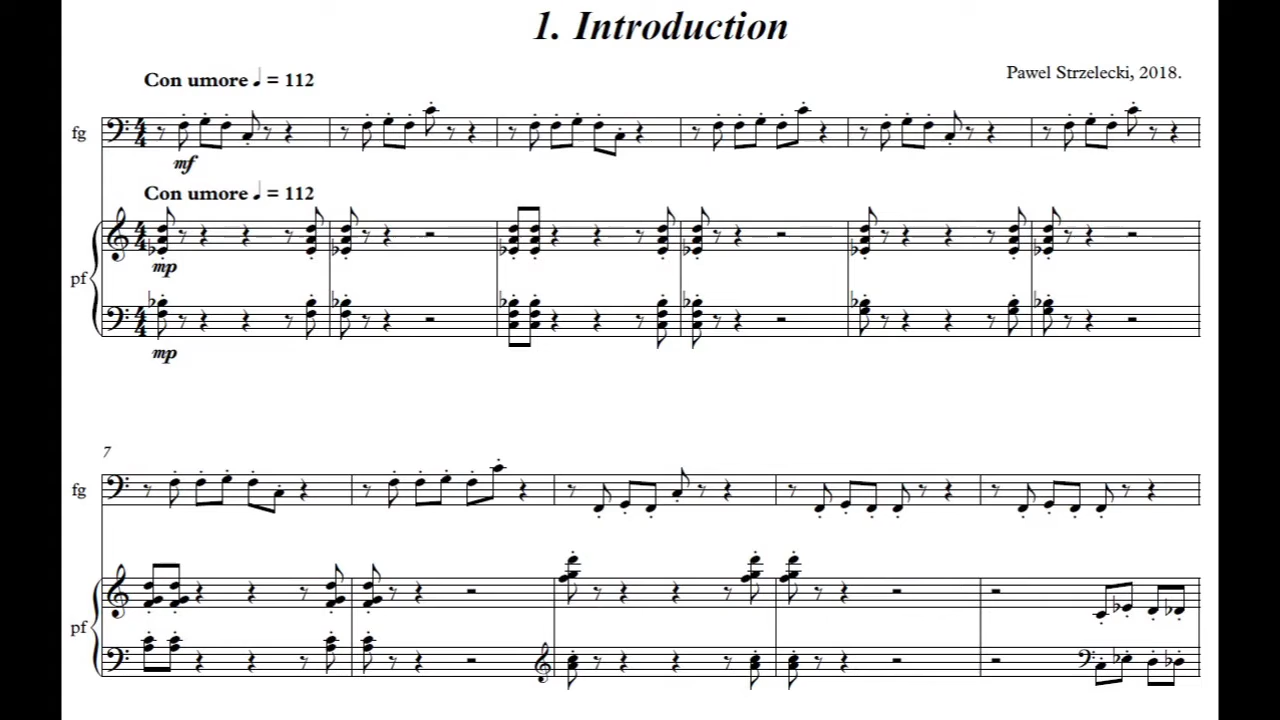 1. Introduction
Pawel Strzelecki, 2018.
Con umore ♩ = 112
fg
mf
Con umore ♩ = 112
mp
pf
mp
7
fg
pf